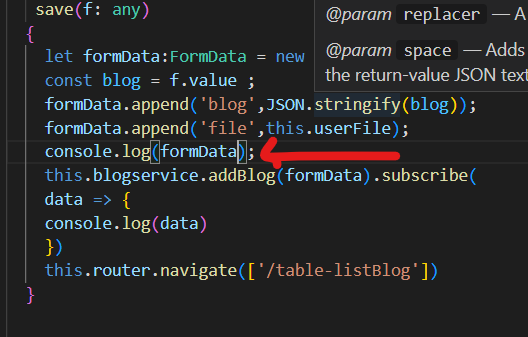 save(f: any)
{
let formData:FormData = new
const blog = f.value ;
formData.append('blog',JSON.stringify(blog));
formData.append('file',this.userFile);
console.log(formData);
this.blogservice.addBlog(formData).subscribe(
data => {
console.log(data)
})
this.router.navigate(['/table-listBlog'])
}
@param replacer — A
@param space — Adds
the return-value JSON text